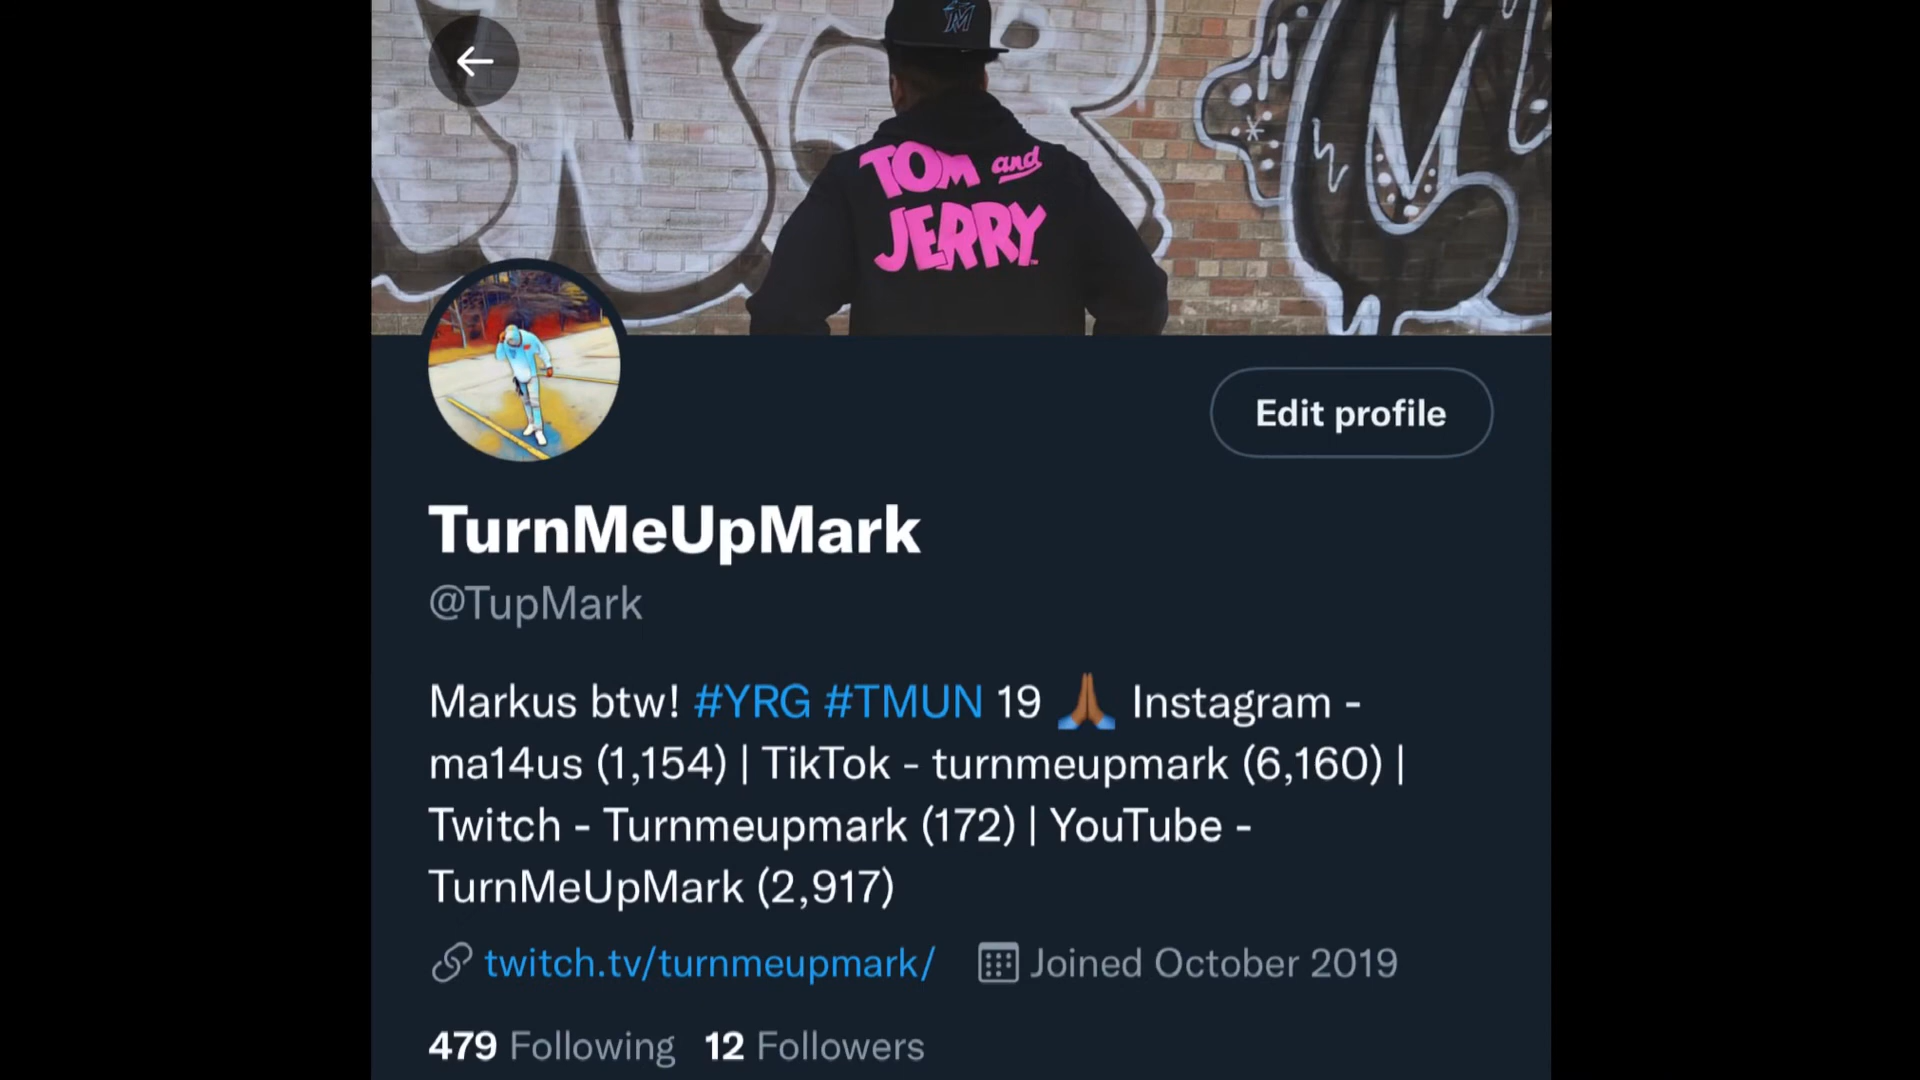 M
TOM and
JERRY
Edit profile
TurnMeUpMark
@TupMark
Markus btw! #YRG #TMUN 19 🙏🏾 Instagram -
ma14us (1,154) | TikTok - turnmeupmark (6,160) |
Twitch - Turnmeupmark (172) | YouTube -
TurnMeUpMark (2,917)
twitch.tv/turnmeupmark/ Joined October 2019
479 Following 12 Followers